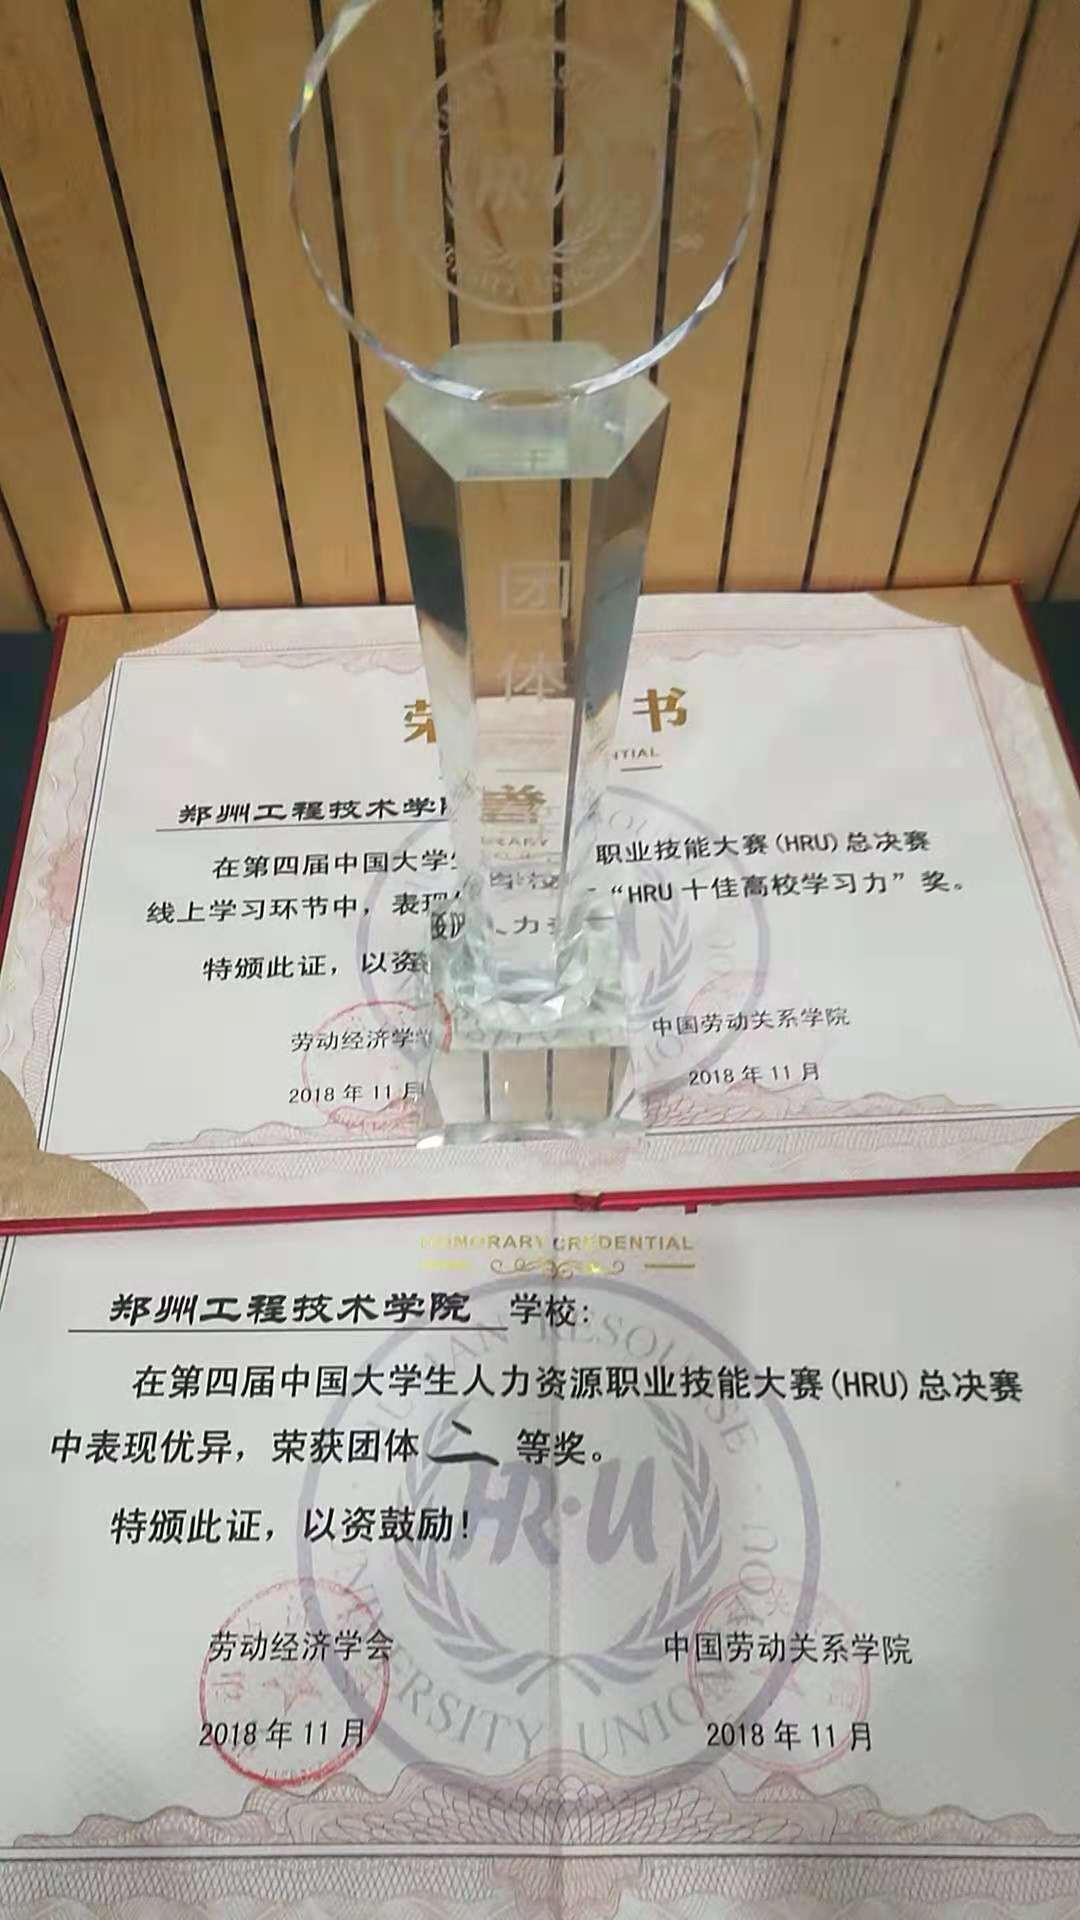 HRU
团
体
荣 书
NTIAL
郑州工程技术学
在第四届中国大学 职业技能大赛(HRU)总决赛
线上学习环节中，表现 “HRU十佳高校学习力”奖。
特颁此证，以资
劳动经济学 中国劳动关系学院
2018年11月 2018年11月
HONORARY CREDENTIAL
郑州工程技术学院 学校：
在第四届中国大学生人力资源职业技能大赛(HRU)总决赛
中表现优异，荣获团体二等奖。
特颁此证，以资鼓励！
HR·U
劳动经济学会 中国劳动关系学院
2018年11月 2018年11月